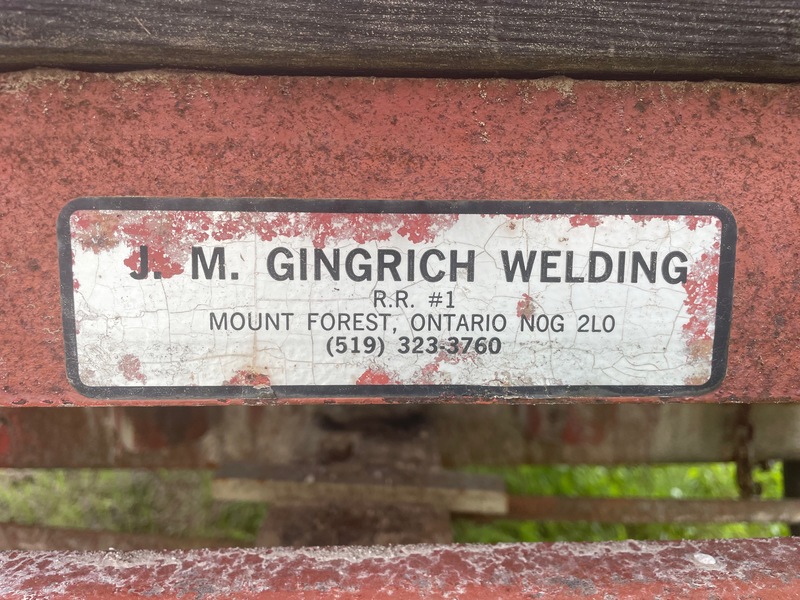 J. M. GINGRICH WELDING
R.R. #1
MOUNT FOREST, ONTARIO N0G 2L0
(519) 323-3760